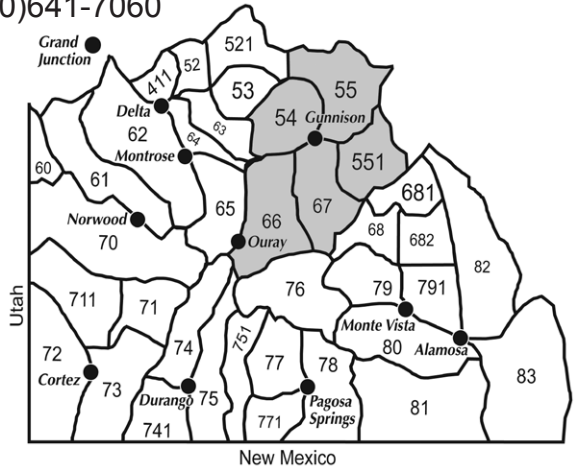 0)641-7060
Grand
Junction
521
52
411
53
55
Delta
54
Gunnison
62
63
64
Montrose
551
60
61
681
65
66
67
Norwood
68
682
70
Ouray
82
76
79
791
711
71
Utah
Monte Vista
751
72
74
77
78
80
Alamosa
Cortez
73
83
Durango
75
Pagosa
Springs
81
741
771
New Mexico